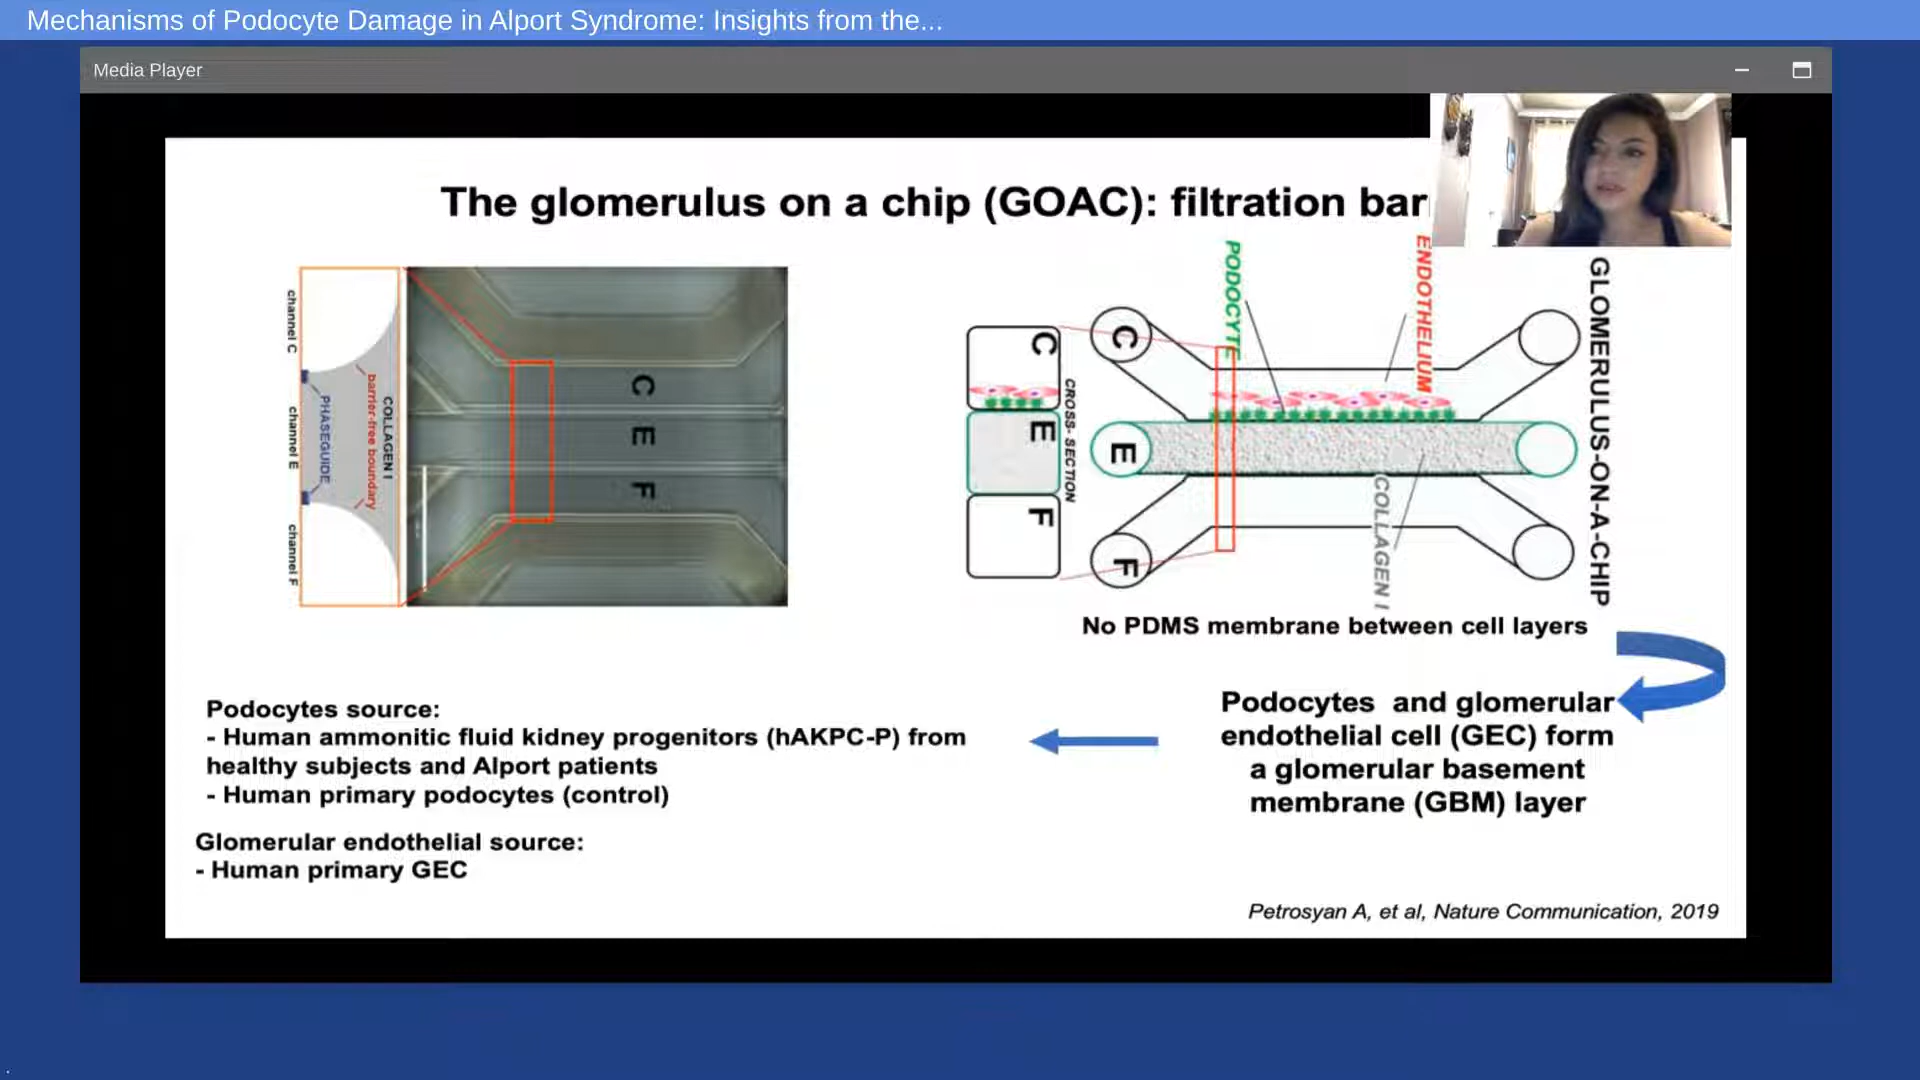 Mechanisms of Podocyte Damage in Alport Syndrome: Insights from the...
Media Player
The glomerulus on a chip (GOAC): filtration bar
channel C
channel E
channel F
PHASEGUIDE
barrier-free boundary
COLLAGEN I
C
E
F
C
E
F
CROSS- SECTION
C
E
F
PODOCYTE
ENDOTHELIUM
COLLAGEN I
GLOMERULUS-ON-A-CHIP
No PDMS membrane between cell layers
Podocytes and glomerular
endothelial cell (GEC) form
a glomerular basement
membrane (GBM) layer
Podocytes source:
- Human ammonitic fluid kidney progenitors (hAKPC-P) from
healthy subjects and Alport patients
- Human primary podocytes (control)
Glomerular endothelial source:
- Human primary GEC
Petrosyan A, et al, Nature Communication, 2019